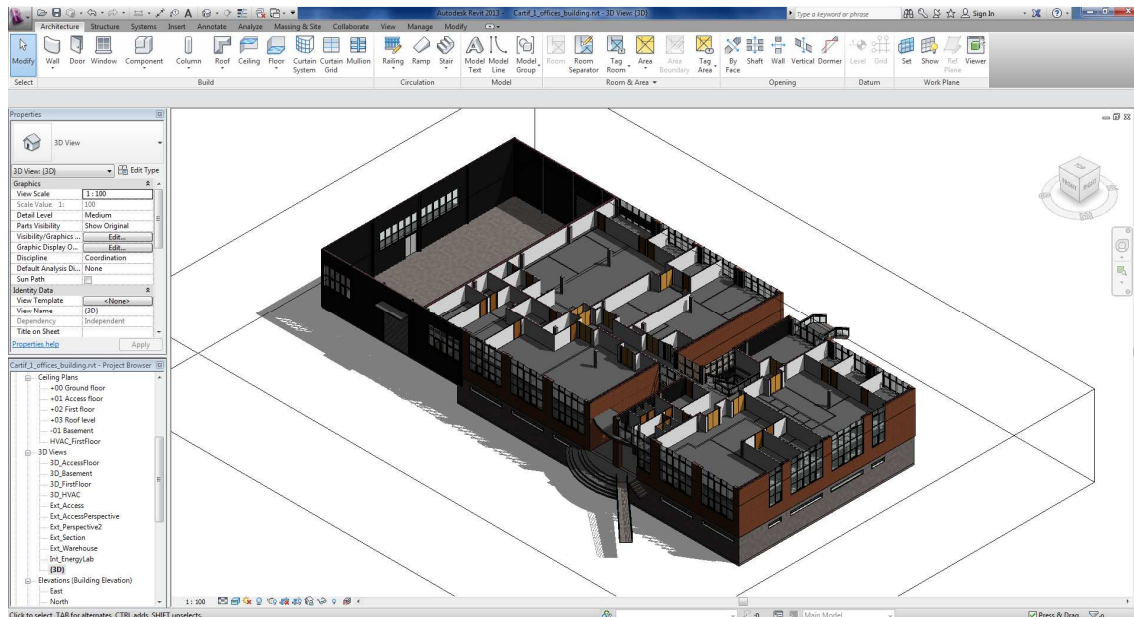 Autodesk Revit 2013 - Cartif_1_offices_building.rvt - 3D View: {3D}
Type a keyword or phrase
Sign In
Architecture Structure Systems Insert Annotate Analyze Massing & Site Collaborate View Manage Modify
Modify Wall Door Window Component Column Roof Ceiling Floor Curtain System Curtain Grid Mullion Railing Ramp Stair Model Text Model Line Model Group Room Room Separator Tag Room Area Area Boundary Tag Area By Face Shaft Wall Vertical Dormer Level Grid Set Show Ref Plane Viewer
Select Build Circulation Model Room & Area Opening Datum Work Plane
Properties
3D View
3D View: {3D} Edit Type
Graphics
View Scale 1 : 100
Scale Value 1: 100
Detail Level Medium
Parts Visibility Show Original
Visibility/Graphics ... Edit...
Graphic Display O... Edit...
Discipline Coordination
Default Analysis Di... None
Sun Path
Identity Data
View Template <None>
View Name {3D}
Dependency Independent
Title on Sheet
Properties help Apply
Cartif_1_offices_building.rvt - Project Browser
Ceiling Plans
+00 Ground floor
+01 Access floor
+02 First floor
+03 Roof level
-01 Basement
HVAC_FirstFloor
3D Views
3D_AccessFloor
3D_Basement
3D_FirstFloor
3D_HVAC
Ext_Access
Ext_AccessPerspective
Ext_Perspective2
Ext_Section
Ext_Warehouse
Int_EnergyLab
{3D}
Elevations (Building Elevation)
East
North
TOP
FRONT RIGHT
1 : 100
Click to select, TAB for alternates, CTRL adds, SHIFT unselects.
:0 Main Model Press & Drag :0